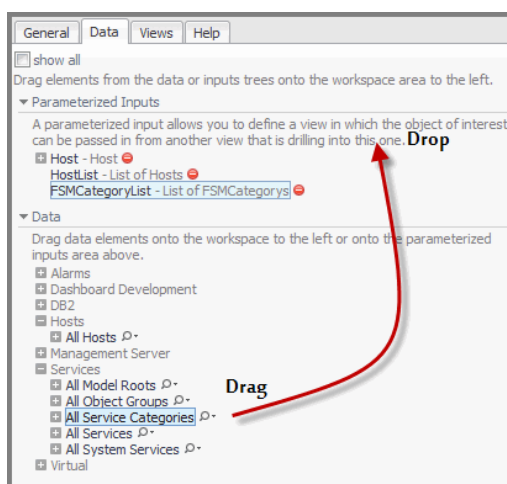 General Data Views Help
show all
Drag elements from the data or inputs trees onto the workspace area to the left.
Parameterized Inputs
A parameterized input allows you to define a view in which the object of interest
can be passed in from another view that is drilling into this one. Drop
Host - Host
HostList - List of Hosts
FSMCategoryList - List of FSMCategorys
Data
Drag data elements onto the workspace to the left or onto the parameterized
inputs area above.
Alarms
Dashboard Development
DB2
Hosts
All Hosts
Management Server
Services
All Model Roots
Drag
All Object Groups
All Service Categories
All Services
All System Services
Virtual